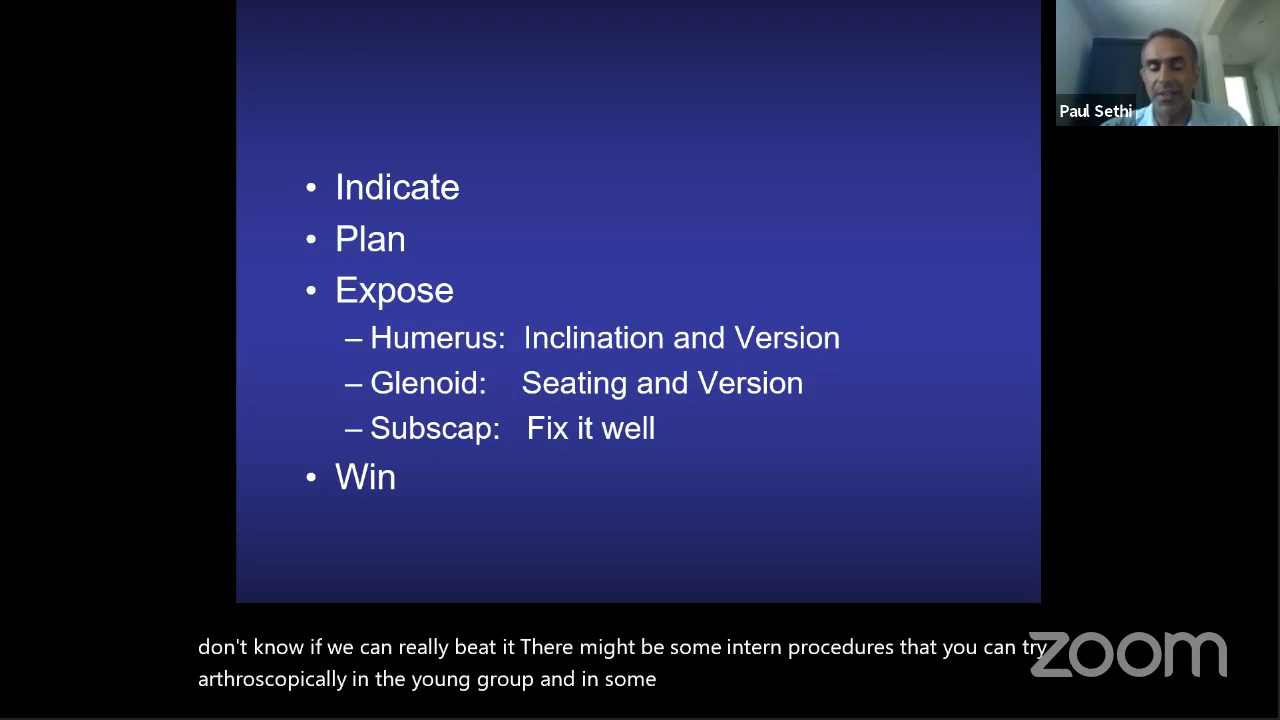 Paul Sethi
• Indicate
• Plan
• Expose
– Humerus: Inclination and Version
– Glenoid: Seating and Version
– Subscap: Fix it well
• Win
don't know if we can really beat it There might be some intern procedures that you can try
arthroscopically in the young group and in some
zoom